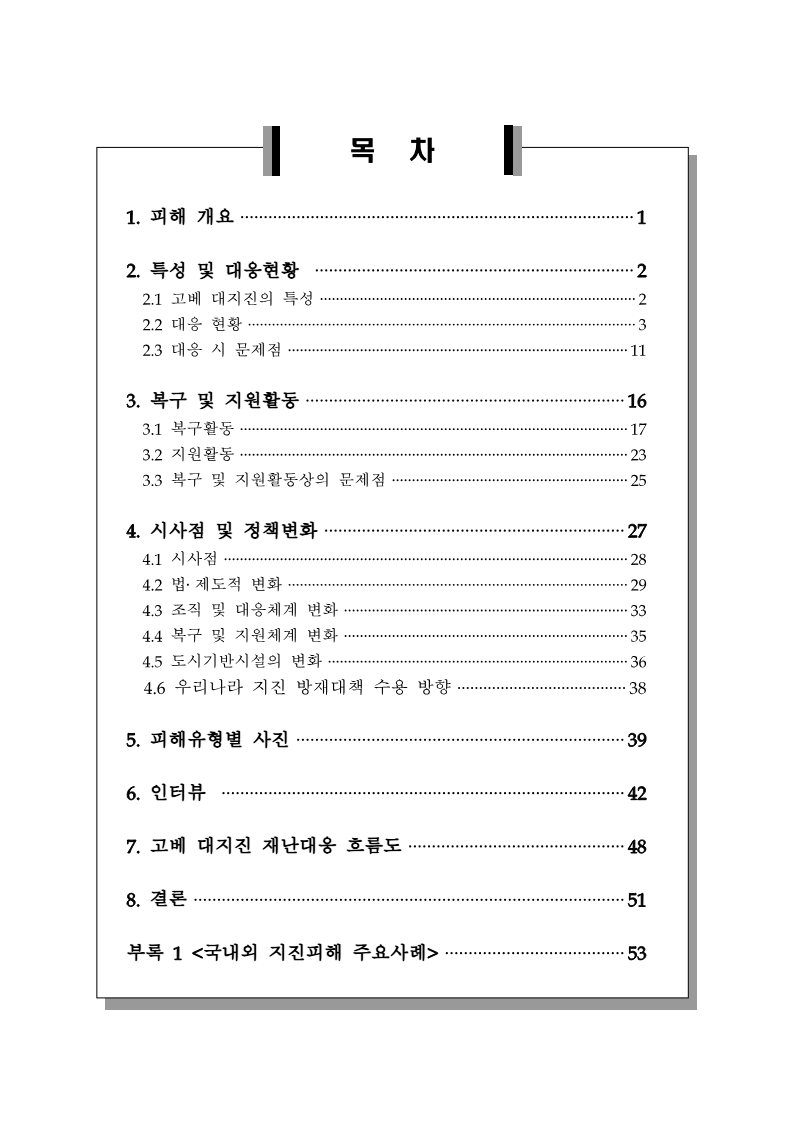 목 차
1. 피해 개요 ························ 1
2. 특성 및 대응현황 ························ 2
2.1 고베 대지진의 특성 ························ 2
2.2 대응 현황 ························ 3
2.3 대응 시 문제점 ························ 11
3. 복구 및 지원활동 ························ 16
3.1 복구활동 ························ 17
3.2 지원활동 ························ 23
3.3 복구 및 지원활동상의 문제점 ························ 25
4. 시사점 및 정책변화 ························ 27
4.1 시사점 ························ 28
4.2 법·제도적 변화 ························ 29
4.3 조직 및 대응체계 변화 ························ 33
4.4 복구 및 지원체계 변화 ························ 35
4.5 도시기반시설의 변화 ························ 36
4.6 우리나라 지진 방재대책 수용 방향 ························ 38
5. 피해유형별 사진 ························ 39
6. 인터뷰 ························ 42
7. 고베 대지진 재난대응 흐름도 ························ 48
8. 결론 ························ 51
부록 1 <국내외 지진피해 주요사례> ························ 53